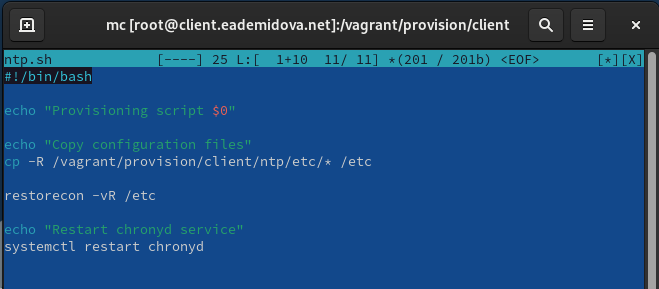 mc [root@client.eademidova.net]:/vagrant/provision/client
ntp.sh [----] 25 L:[ 1+10 11/ 11] *(201 / 201b) <EOF> [*][X]
#!/bin/bash
echo "Provisioning script $0"
echo "Copy configuration files"
cp -R /vagrant/provision/client/ntp/etc/* /etc
restorecon -vR /etc
echo "Restart chronyd service"
systemctl restart chronyd